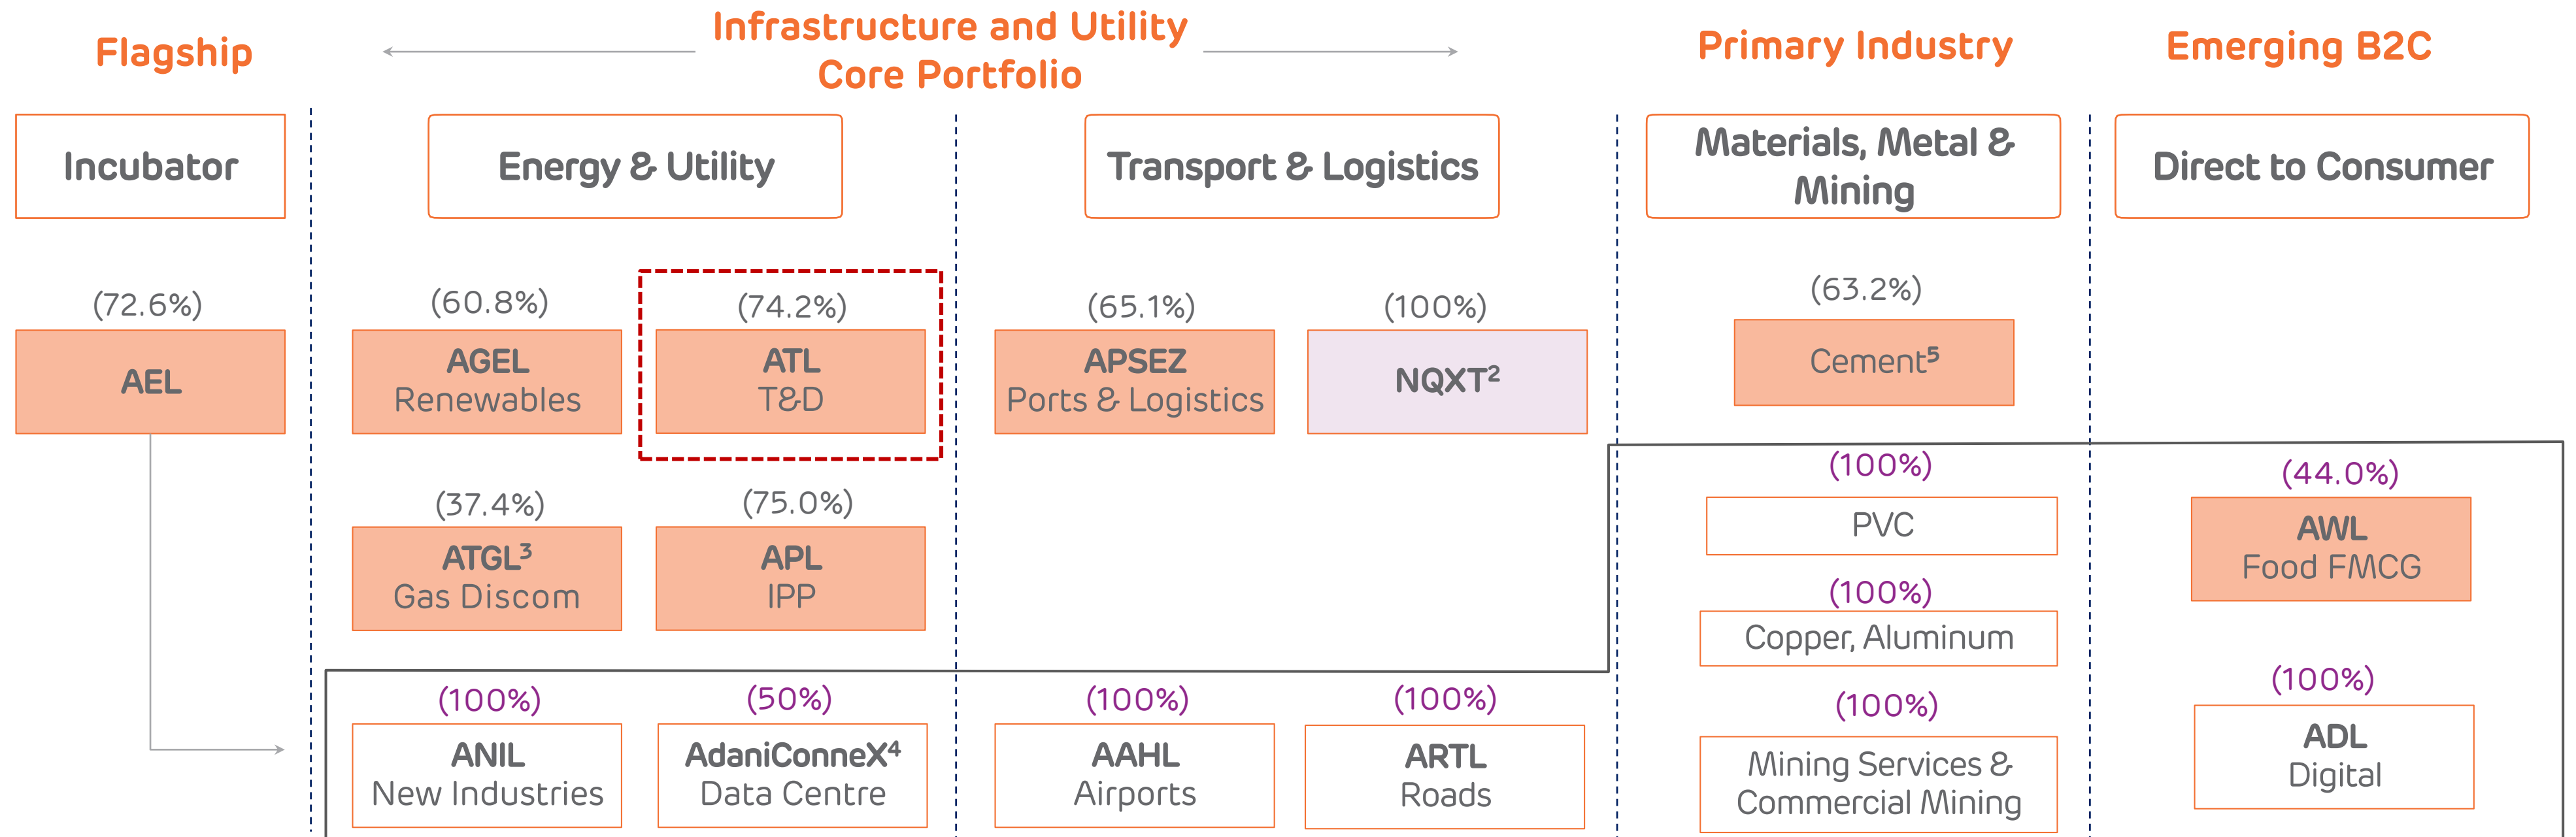 Flagship
Infrastructure and Utility
Core Portfolio
Primary Industry
Emerging B2C
Incubator
Energy & Utility
Transport & Logistics
Materials, Metal &
Mining
Direct to Consumer
(72.6%)
AEL
(60.8%)
AGEL
Renewables
(74.2%)
ATL
T&D
(65.1%)
APSEZ
Ports & Logistics
(100%)
NQXT²
(63.2%)
Cement⁵
(37.4%)
ATGL³
Gas Discom
(75.0%)
APL
IPP
(100%)
PVC
(100%)
Copper, Aluminum
(100%)
Mining Services &
Commercial Mining
(44.0%)
AWL
Food FMCG
(100%)
ADL
Digital
(100%)
ANIL
New Industries
(50%)
AdaniConneX⁴
Data Centre
(100%)
AAHL
Airports
(100%)
ARTL
Roads